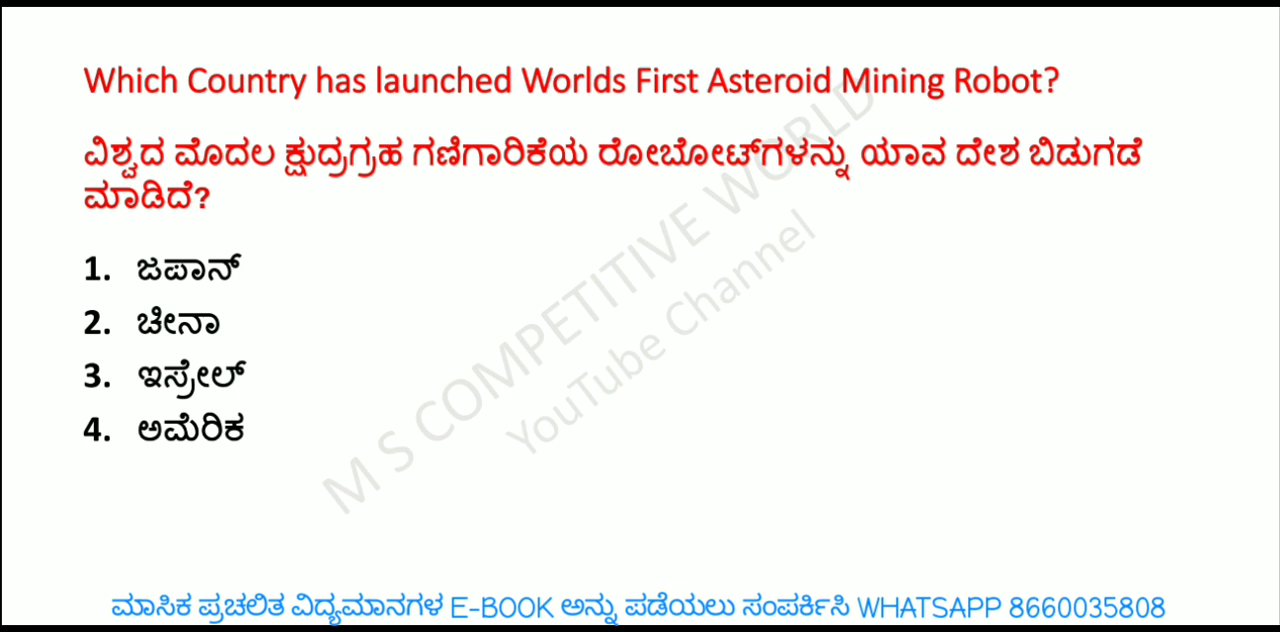 Which Country has launched Worlds First Asteroid Mining Robot?
ವಿಶ್ವದ ಮೊದಲ ಕ್ಷುದ್ರಗ್ರಹ ಗಣಿಗಾರಿಕೆಯ ರೋಬೋಟ್‌ಗಳನ್ನು ಯಾವ ದೇಶ ಬಿಡುಗಡೆ
ಮಾಡಿದೆ?
1. ಜಪಾನ್
2. ಚೀನಾ
3. ಇಸ್ರೇಲ್
4. ಅಮೆರಿಕ
M S COMPETITIVE WORLD
YouTube Channel
ಮಾಸಿಕ ಪ್ರಚಲಿತ ವಿದ್ಯಮಾನಗಳ E-BOOK ಅನ್ನು ಪಡೆಯಲು ಸಂಪರ್ಕಿಸಿ WHATSAPP 8660035808